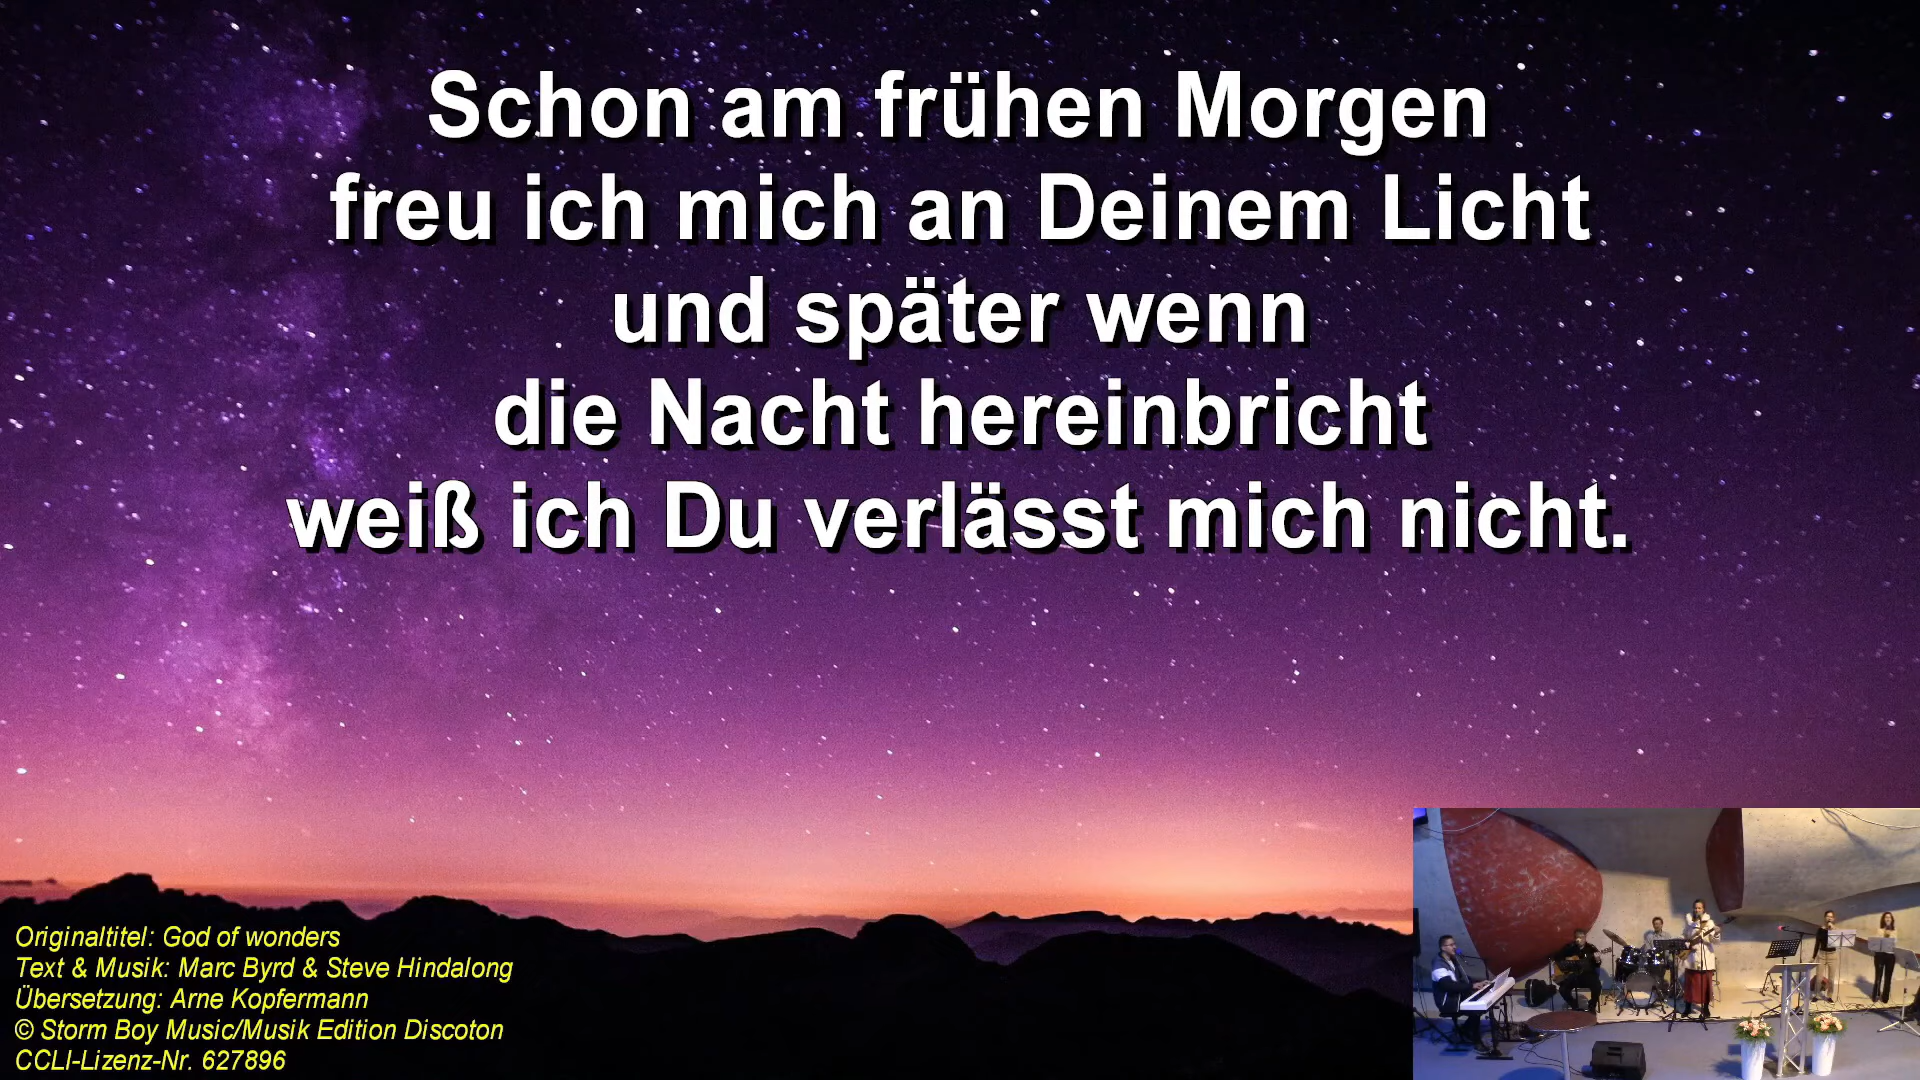 Schon am frühen Morgen
freu ich mich an Deinem Licht
und später wenn
die Nacht hereinbricht
weiß ich Du verlässt mich nicht.
Originaltitel: God of wonders
Text & Musik: Marc Byrd & Steve Hindalong
Übersetzung: Arne Kopfermann
© Storm Boy Music/Musik Edition Discoton
CCLI-Lizenz-Nr. 627896